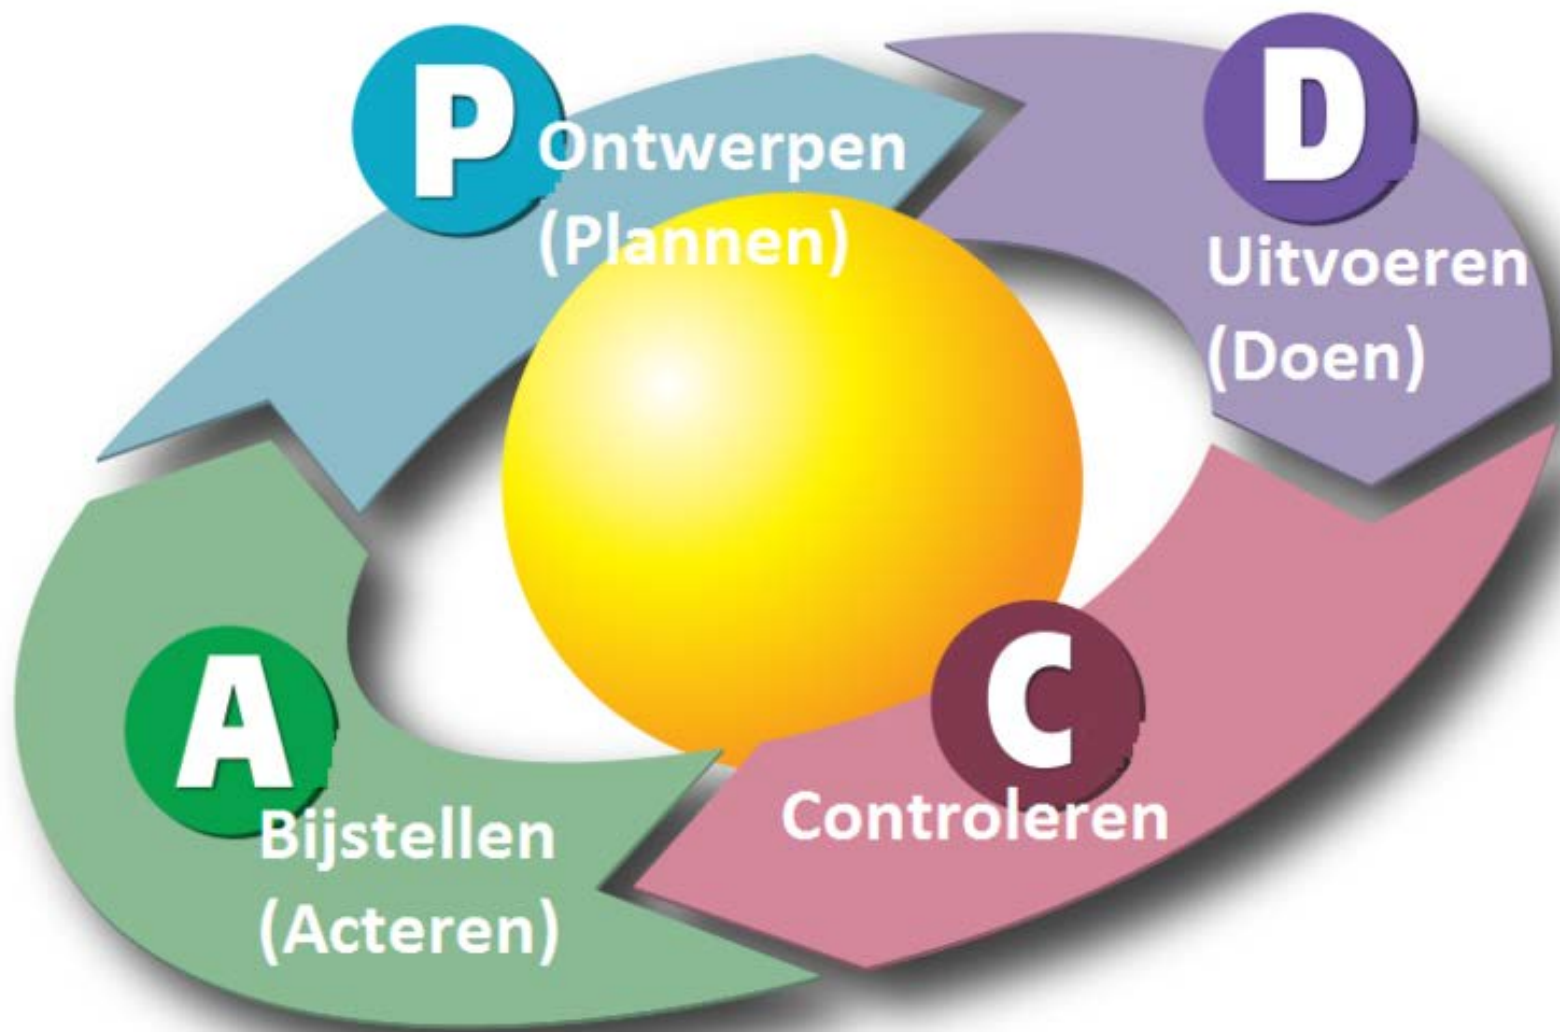 P
Ontwerpen
(Plannen)
D
Uitvoeren
(Doen)
C
Controleren
A
Bijstellen
(Acteren)